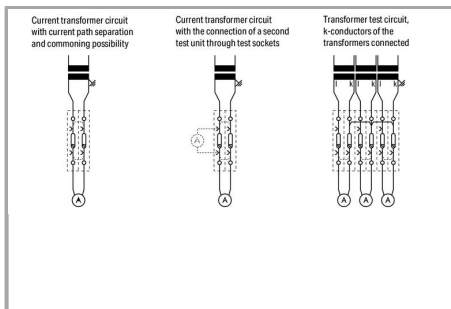 Current transformer circuit
with current path separation
and commoning possibility
Current transformer circuit
with the connection of a second
test unit through test sockets
Transformer test circuit,
k-conductors of the
transformers connected
l k l k l k
A
A A A A A